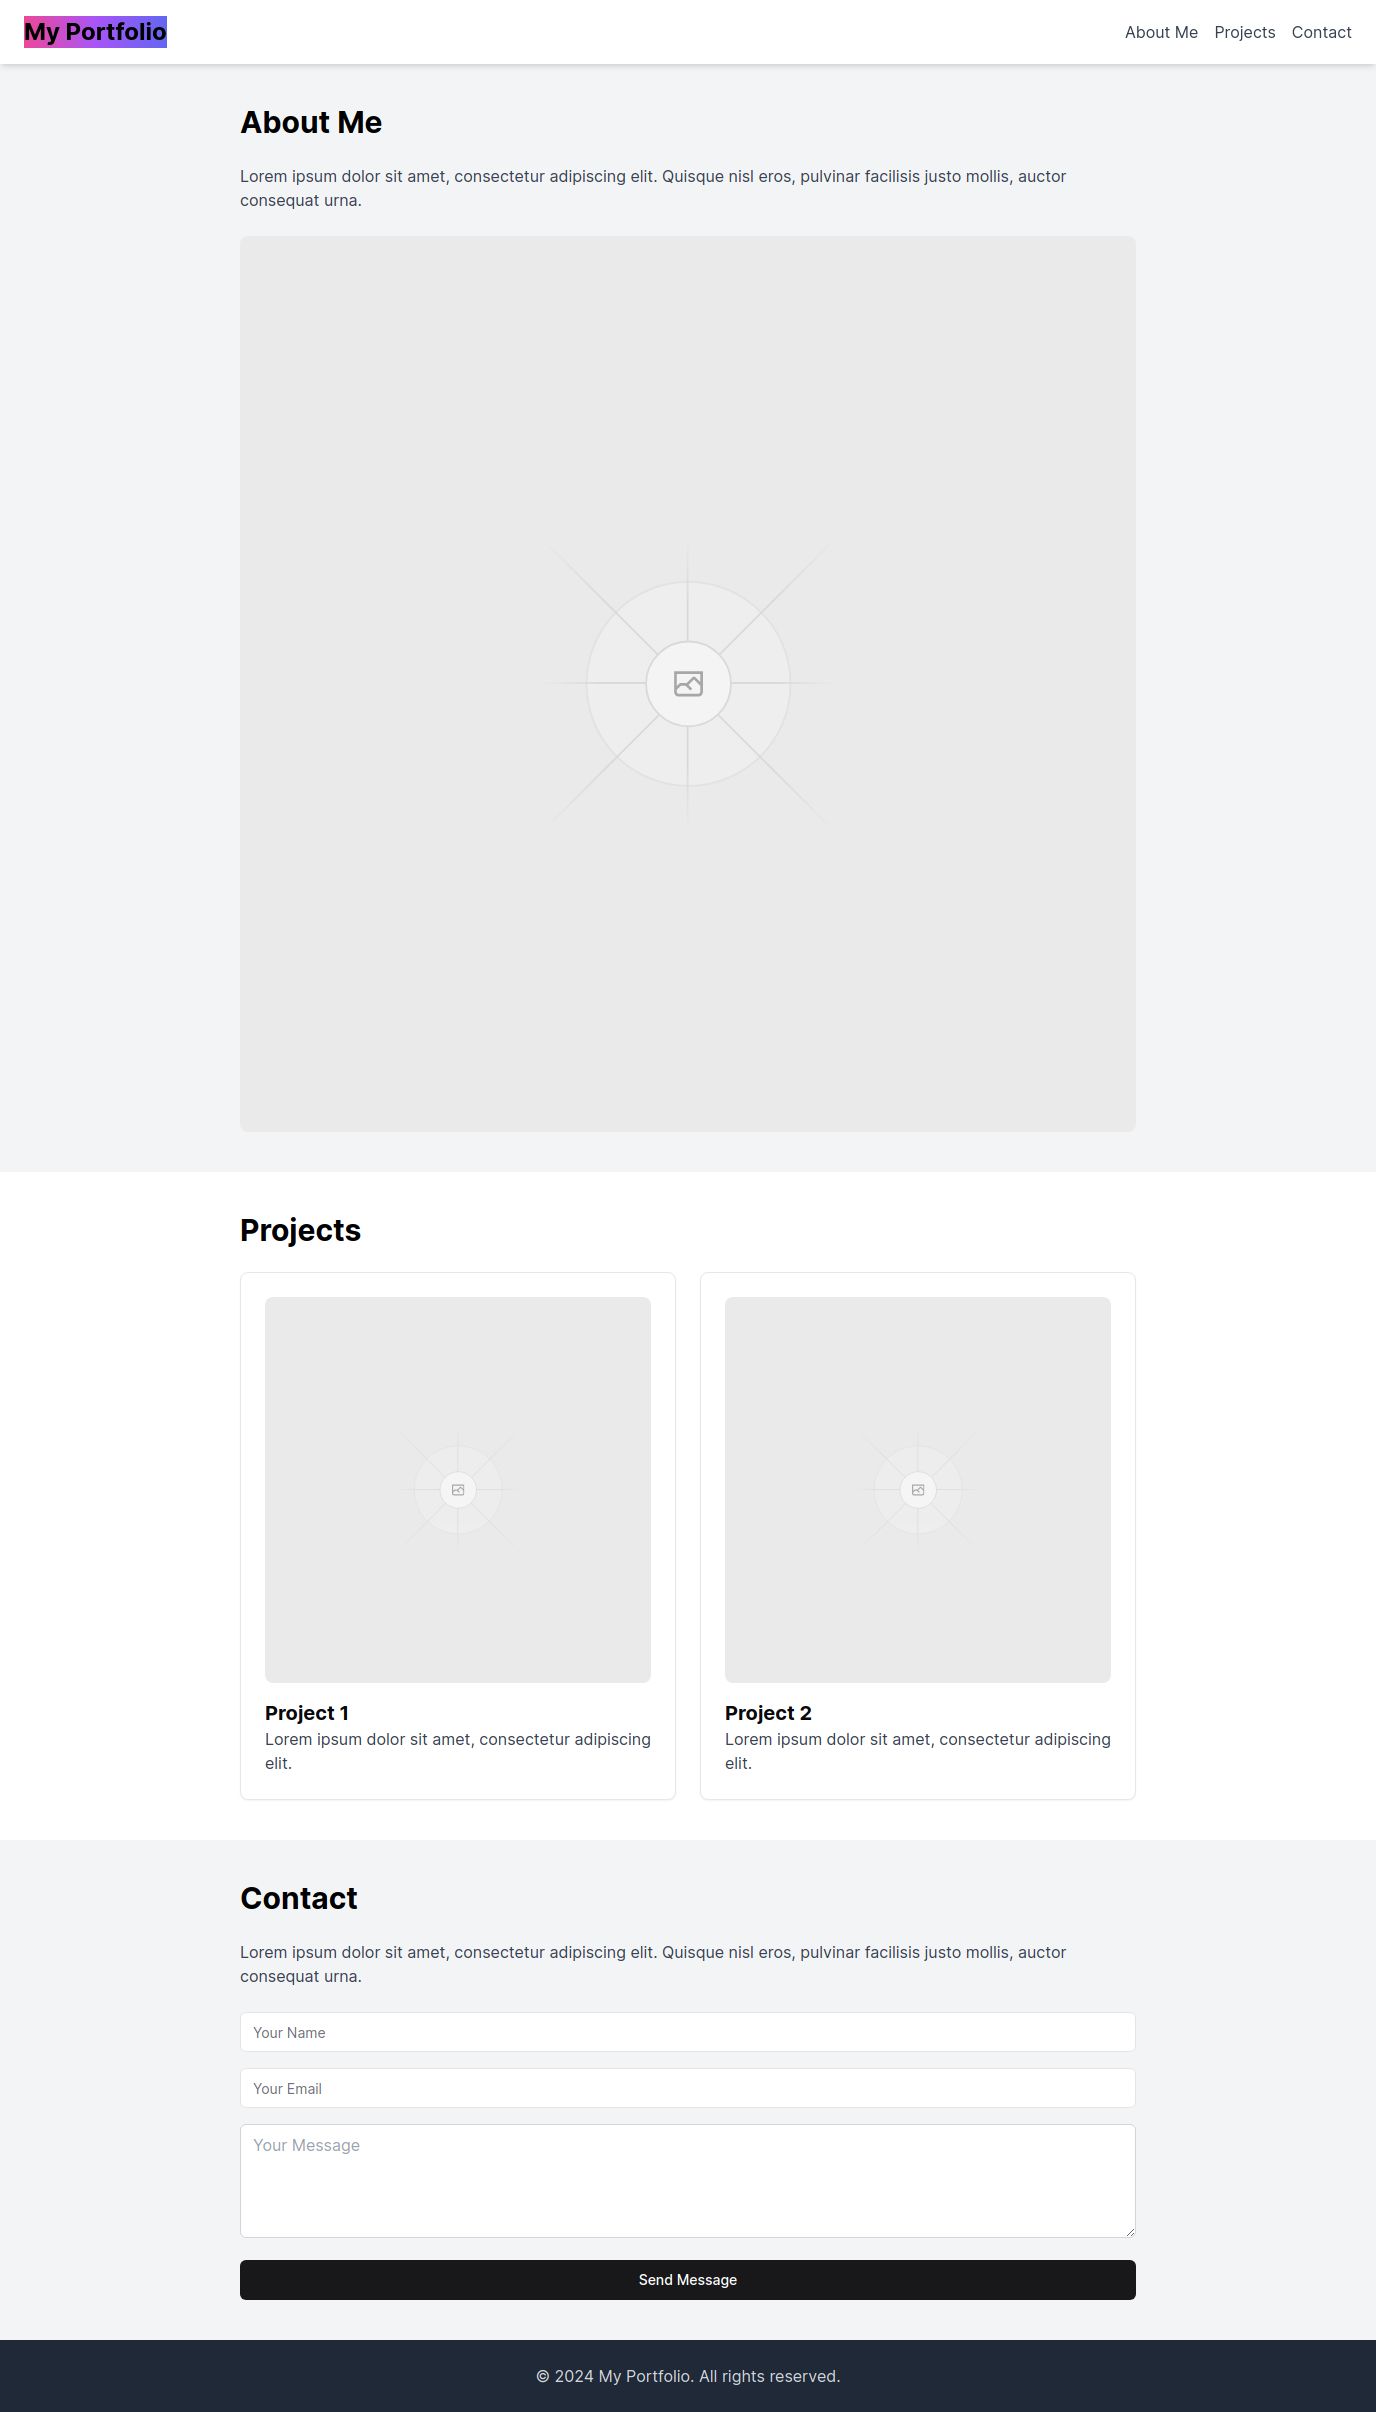 My Portfolio
About Me Projects Contact
About Me
Lorem ipsum dolor sit amet, consectetur adipiscing elit. Quisque nisl eros, pulvinar facilisis justo mollis, auctor
consequat urna.
Projects
Project 1
Lorem ipsum dolor sit amet, consectetur adipiscing
elit.
Project 2
Lorem ipsum dolor sit amet, consectetur adipiscing
elit.
Contact
Lorem ipsum dolor sit amet, consectetur adipiscing elit. Quisque nisl eros, pulvinar facilisis justo mollis, auctor
consequat urna.
Your Name
Your Email
Your Message
Send Message
© 2024 My Portfolio. All rights reserved.